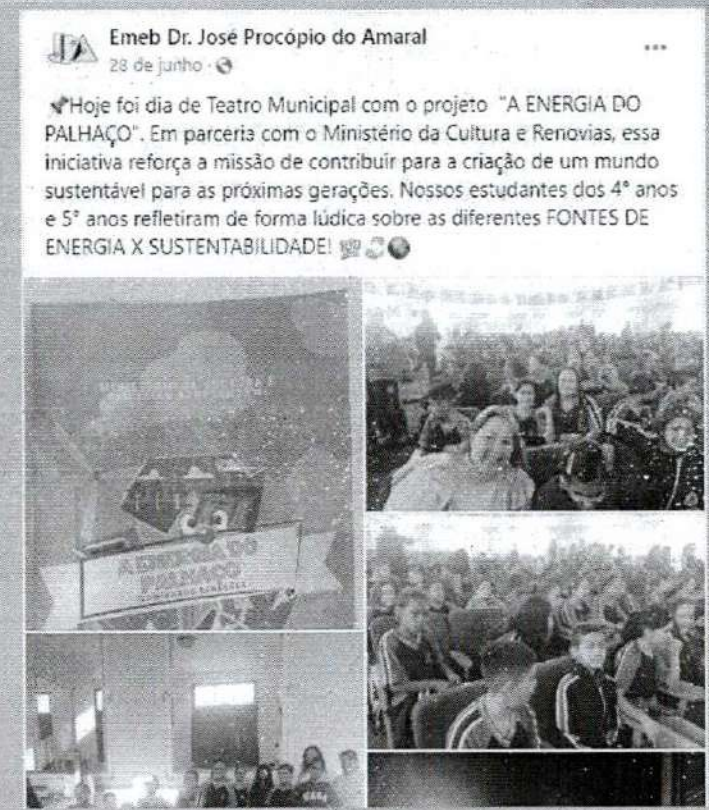 Emeb Dr. José Procópio do Amaral
28 de junho ·
📌Hoje foi dia de Teatro Municipal com o projeto "A ENERGIA DO
PALHAÇO". Em parceria com o Ministério da Cultura e Renovias, essa
iniciativa reforça a missão de contribuir para a criação de um mundo
sustentável para as próximas gerações. Nossos estudantes dos 4° anos
e 5° anos refletiram de forma lúdica sobre as diferentes FONTES DE
ENERGIA X SUSTENTABILIDADE!
A ENERGIA DO
PALHAÇO